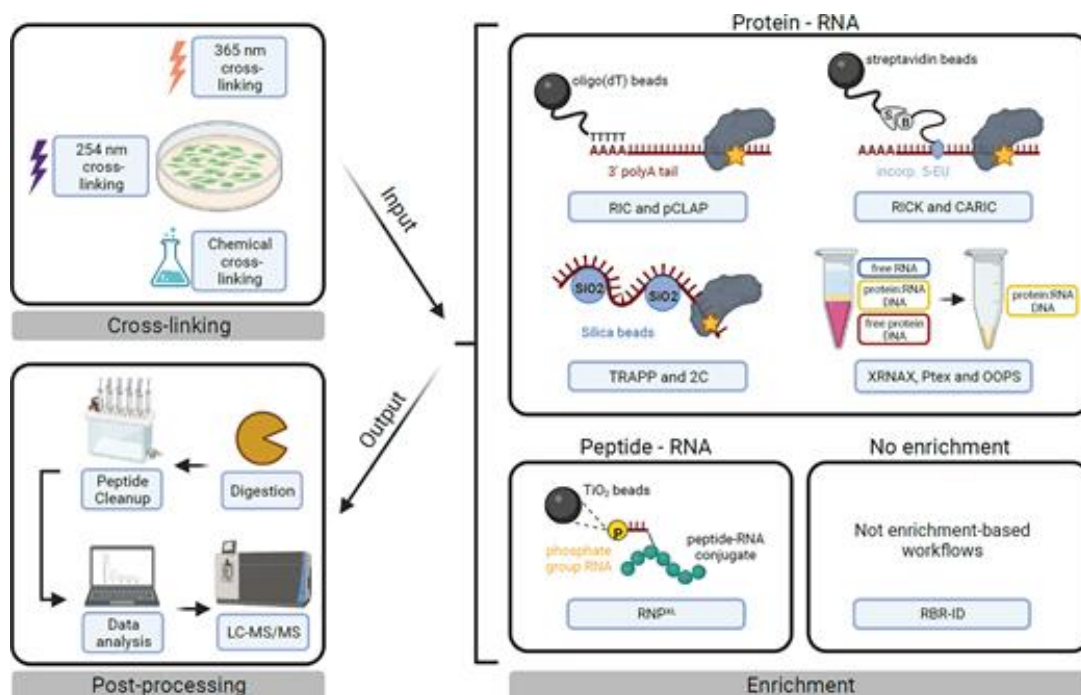 365 nm
cross-
linking
254 nm
cross-
linking
Chemical
cross-
linking
Cross-linking
Input
Output
Peptide
Cleanup
Digestion
Data
analysis
LC-MS/MS
Post-processing
Protein - RNA
oligo(dT) beads
TTTTT
AAAA
3' polyA tail
RIC and pCLAP
streptavidin beads
S
B
AAAA
incorp. 5-EU
RICK and CARIC
SiO2
SiO2
Silica beads
TRAPP and 2C
free RNA
protein:RNA
DNA
free protein
DNA
protein:RNA
DNA
XRNAX, Ptex and OOPS
Peptide - RNA
TiO₂ beads
P
phosphate
group RNA
peptide-RNA
conjugate
RNPˣᴸ
No enrichment
Not enrichment-based
workflows
RBR-ID
Enrichment